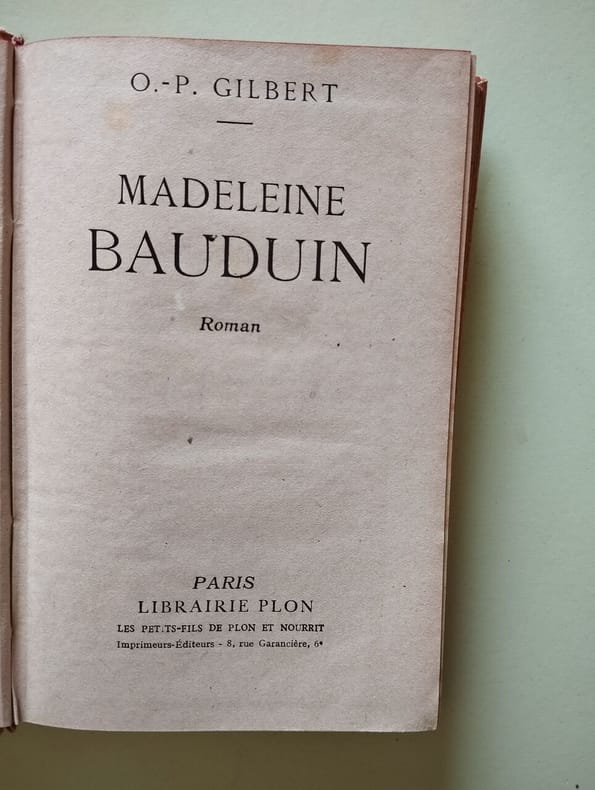 O.-P. GILBERT
MADELEINE
BAUDUIN
Roman
PARIS
LIBRAIRIE PLON
LES PETITS-FILS DE PLON ET NOURRIT
Imprimeurs-Éditeurs - 8, rue Garancière, 6e